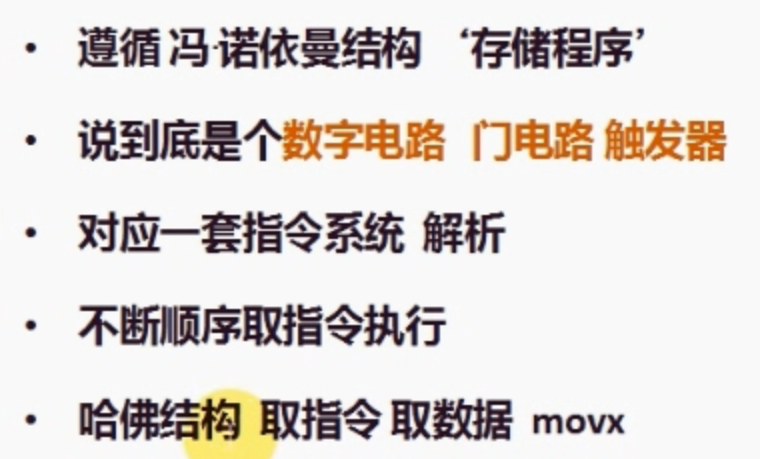 • 遵循 冯·诺依曼结构 ‘存储程序’
• 说到底是个数字电路 门电路 触发器
• 对应一套指令系统 解析
• 不断顺序取指令执行
• 哈佛结构 取指令 取数据 movx